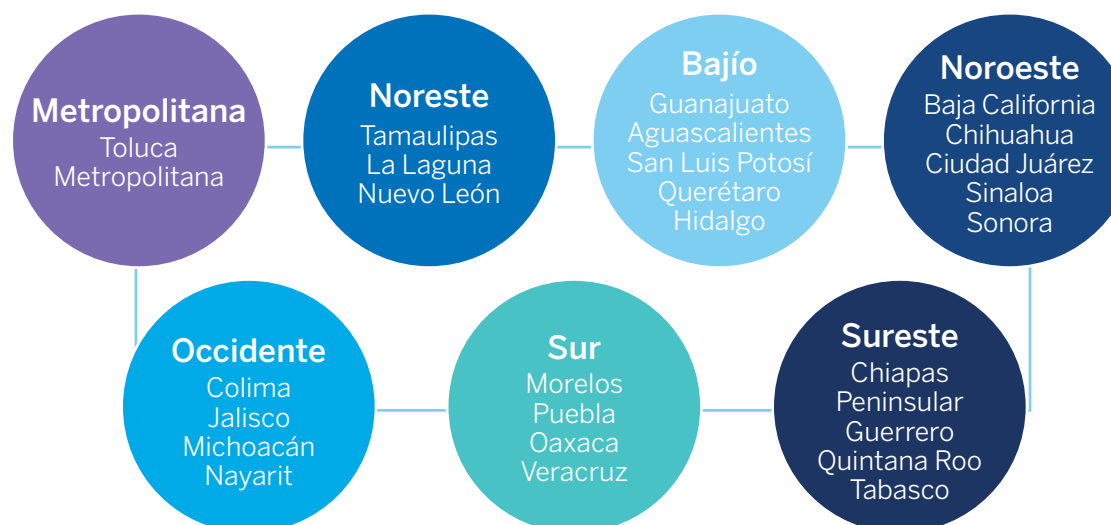 Metropolitana
Toluca
Metropolitana
Noreste
Tamaulipas
La Laguna
Nuevo León
Bajío
Guanajuato
Aguascalientes
San Luis Potosí
Querétaro
Hidalgo
Noroeste
Baja California
Chihuahua
Ciudad Juárez
Sinaloa
Sonora
Occidente
Colima
Jalisco
Michoacán
Nayarit
Sur
Morelos
Puebla
Oaxaca
Veracruz
Sureste
Chiapas
Peninsular
Guerrero
Quintana Roo
Tabasco